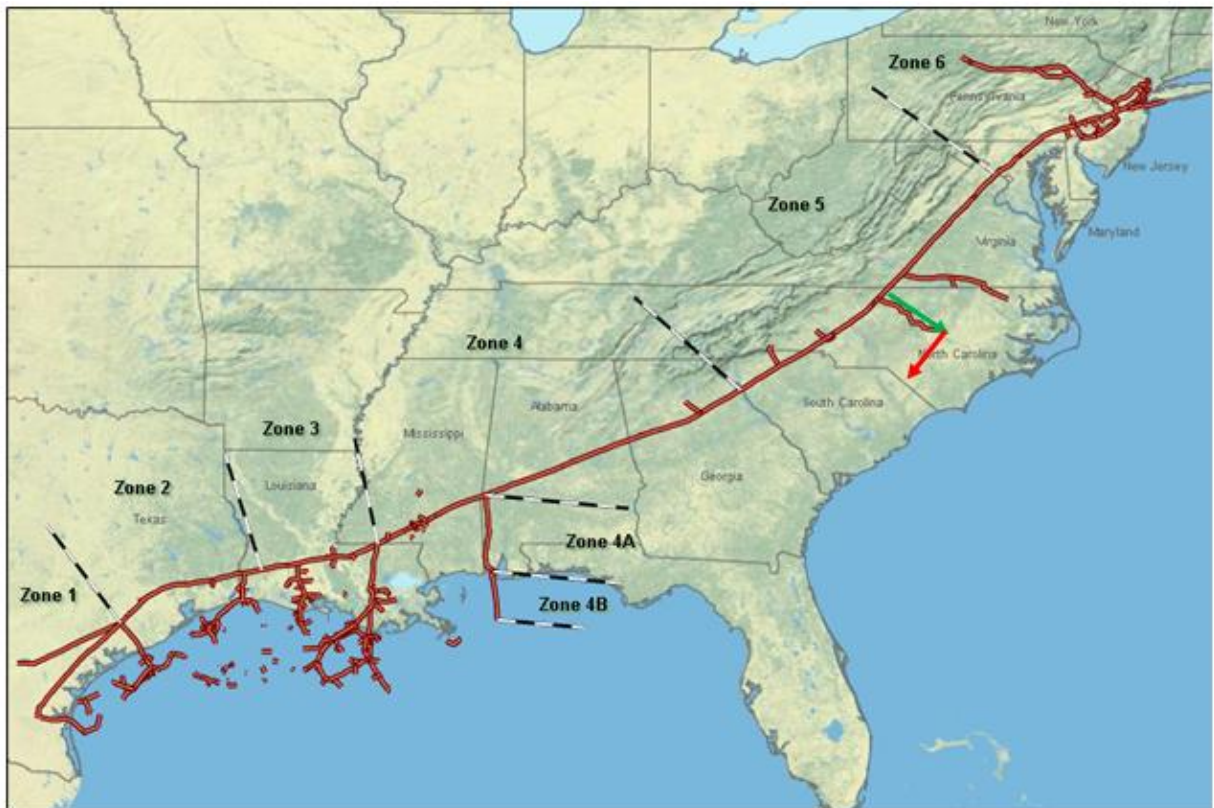 New York
Zone 6
Pennsylvania
New Jersey
Zone 5
Maryland
Virginia
Zone 4
North Carolina
Alabama
South Carolina
Zone 3
Mississippi
Zone 2
Louisiana
Georgia
Texas
Zone 4A
Zone 1
Zone 4B